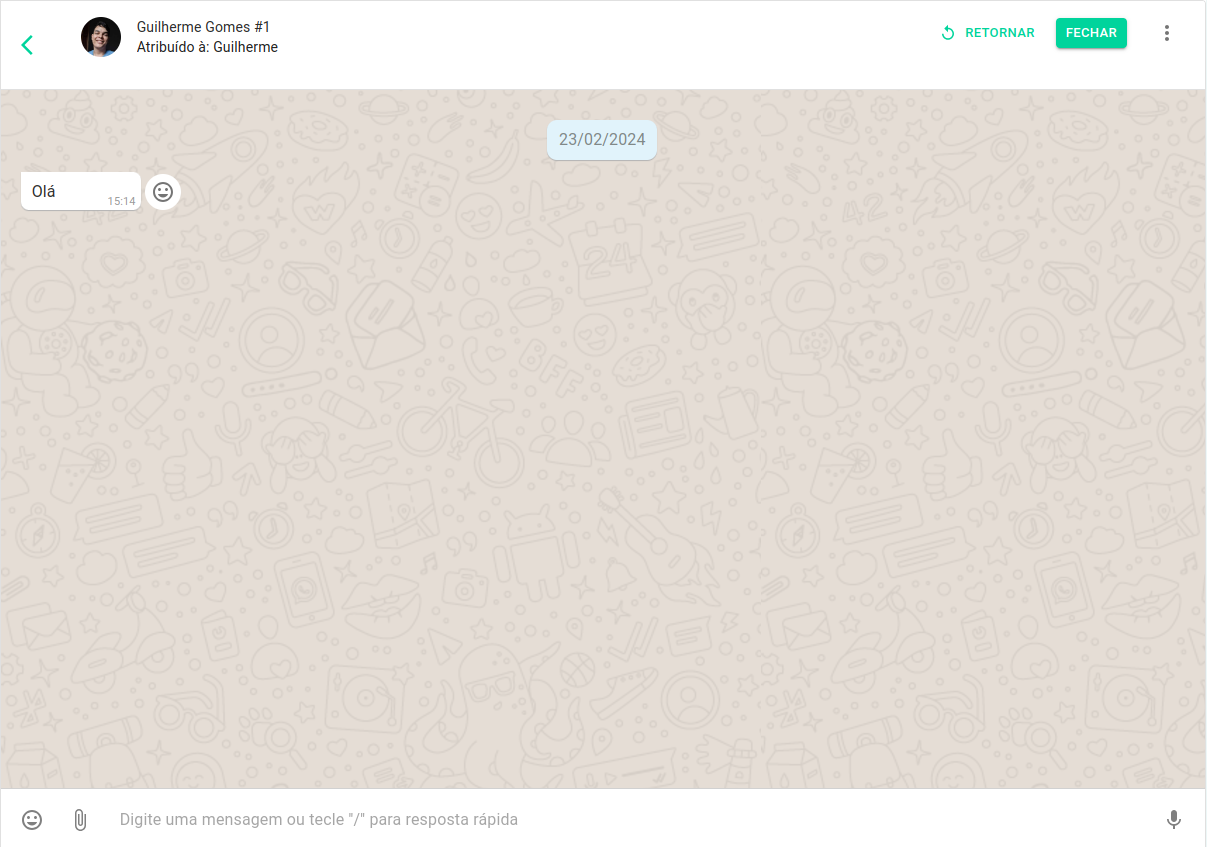 Guilherme Gomes #1
Atribuído à: Guilherme
RETORNAR
FECHAR
23/02/2024
Olá
15:14
Digite uma mensagem ou tecle "/" para resposta rápida